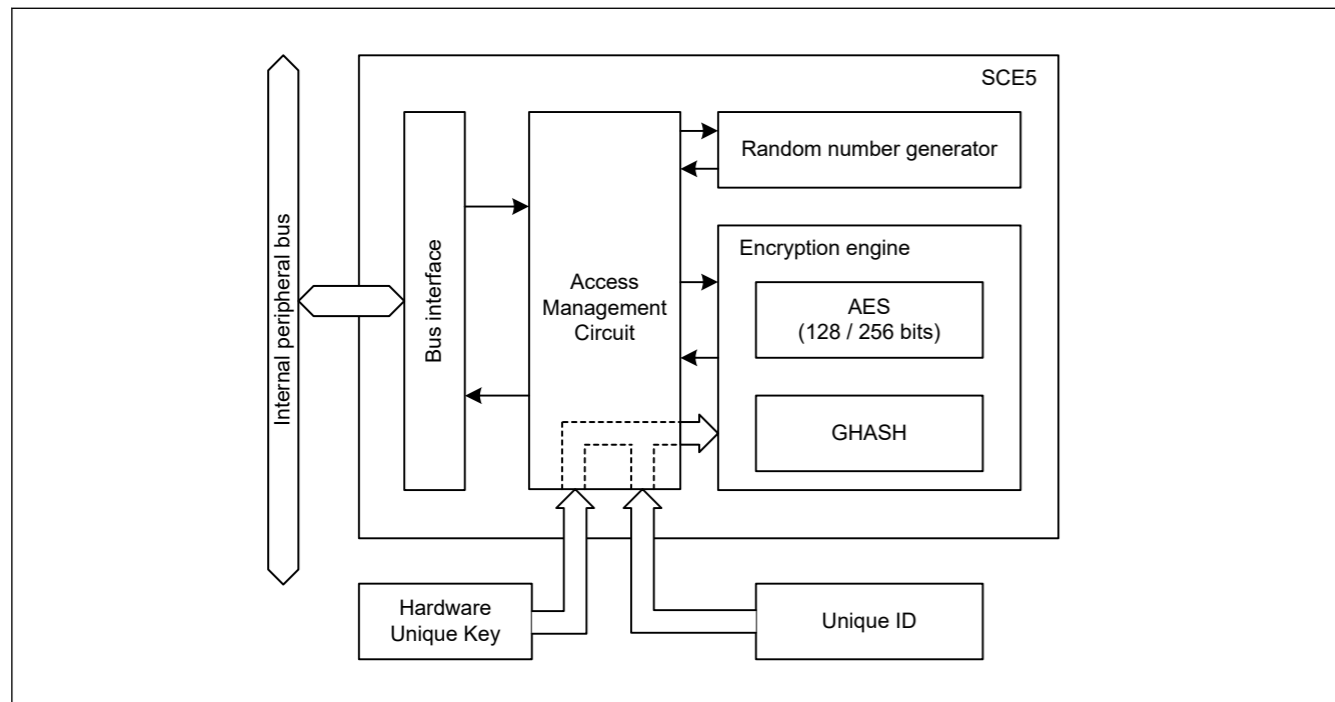 SCE5
Internal peripheral bus
Bus interface
Access
Management
Circuit
Random number generator
Encryption engine
AES
(128 / 256 bits)
GHASH
Hardware
Unique Key
Unique ID